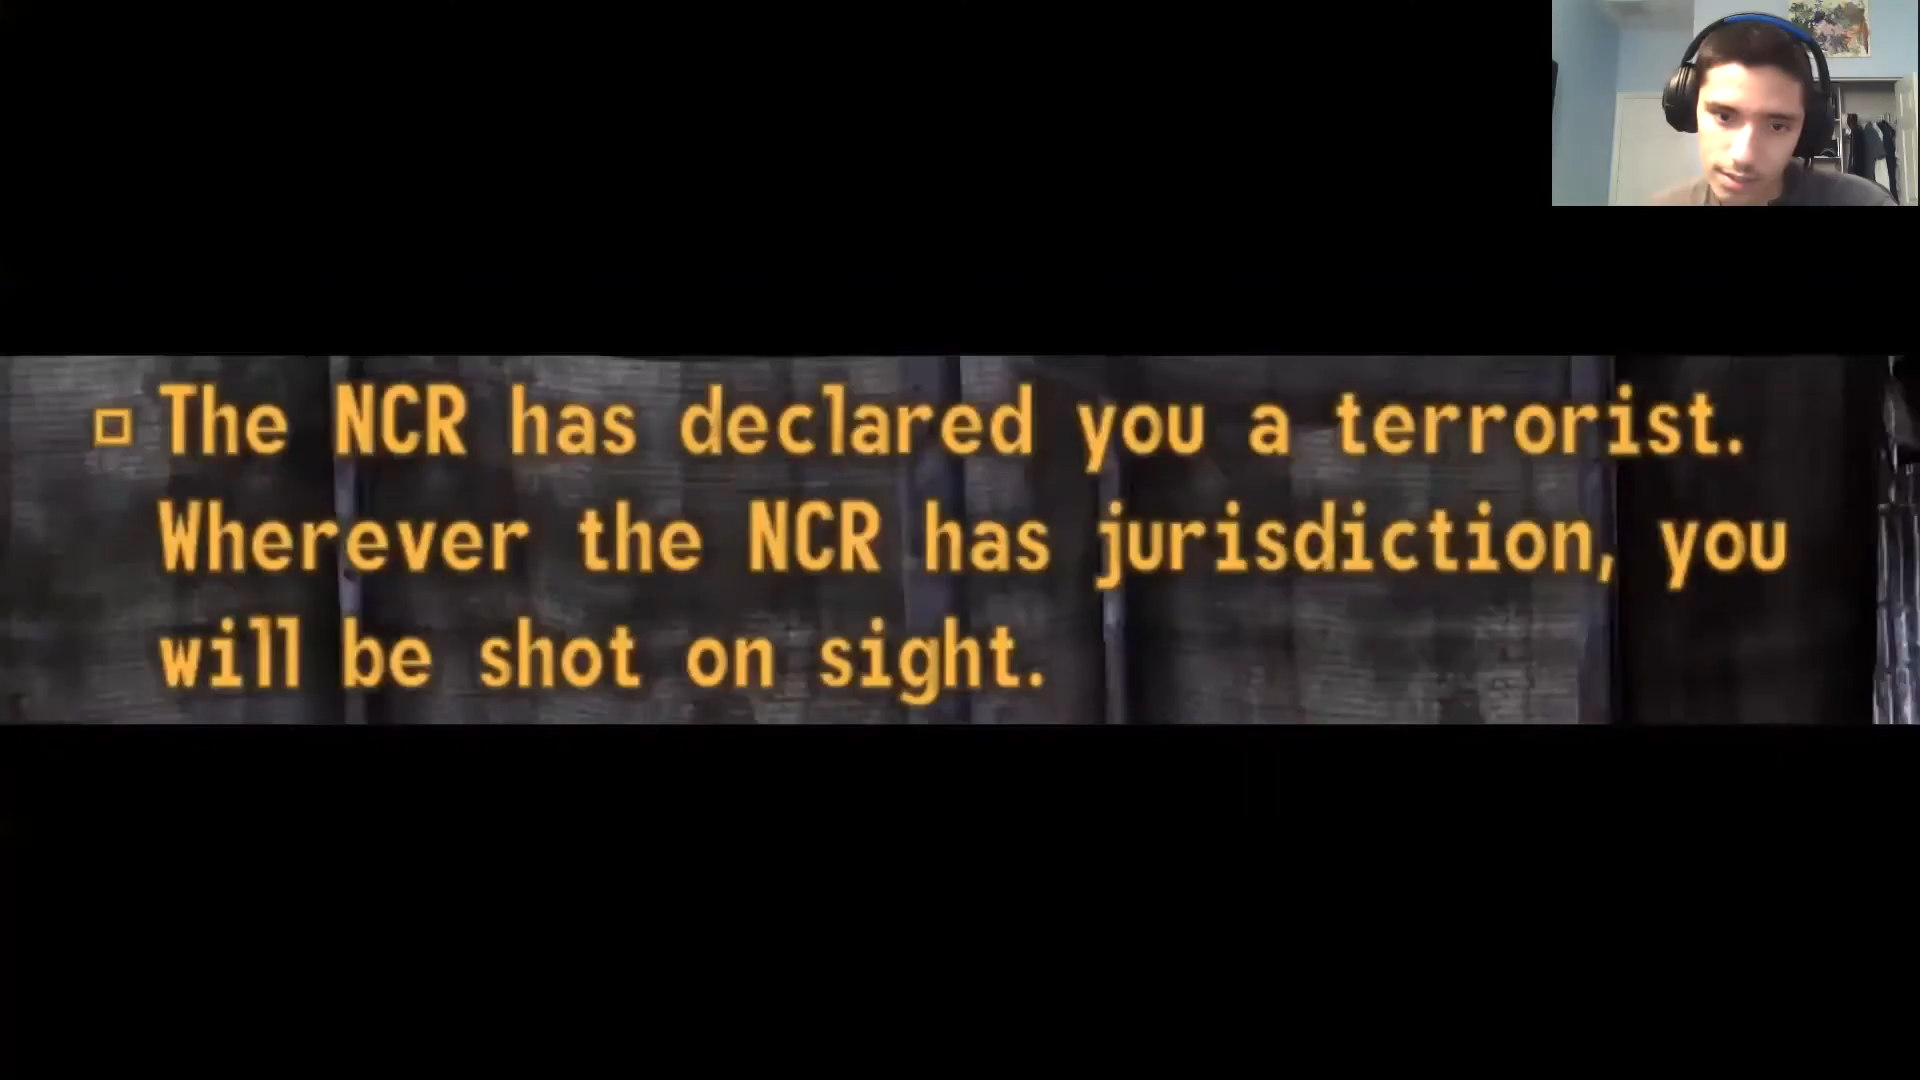 The NCR has declared you a terrorist.
Wherever the NCR has jurisdiction, you
will be shot on sight.